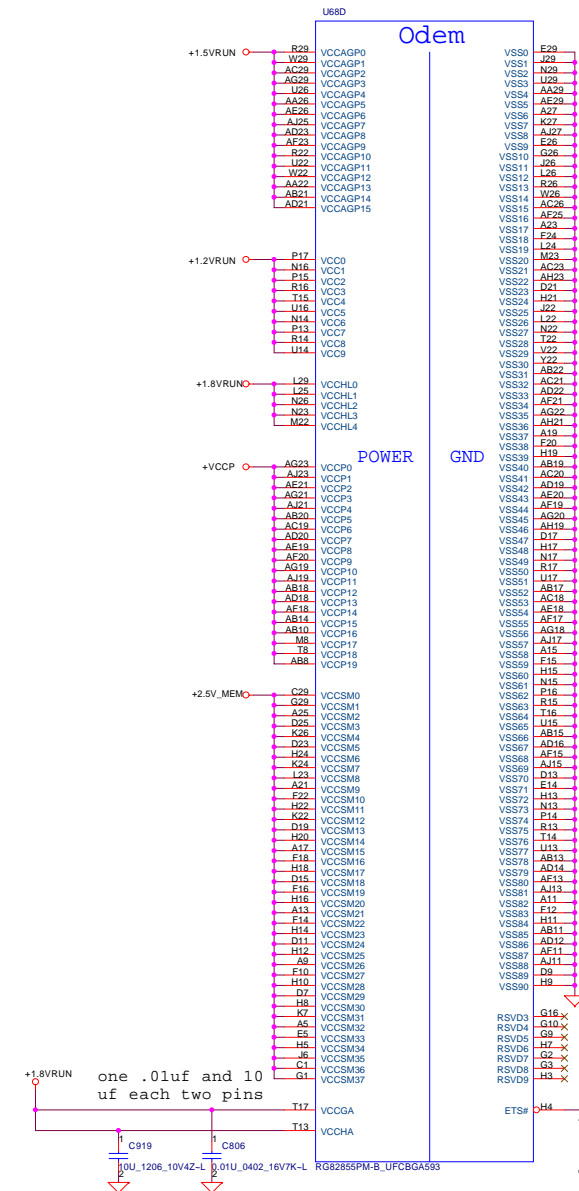 U68D
Odem
POWER
GND
+1.5VRUN R29 VCCAGP0
W29 VCCAGP1
AC29 VCCAGP2
AG29 VCCAGP3
U26 VCCAGP4
AA26 VCCAGP5
AE26 VCCAGP6
AJ25 VCCAGP7
AD23 VCCAGP8
AF23 VCCAGP9
R22 VCCAGP10
U22 VCCAGP11
W22 VCCAGP12
AA22 VCCAGP13
AB21 VCCAGP14
AD21 VCCAGP15
+1.2VRUN P17 VCC0
N16 VCC1
P15 VCC2
R16 VCC3
T15 VCC4
U16 VCC5
N14 VCC6
P13 VCC7
R14 VCC8
U14 VCC9
+1.8VRUN L29 VCCHL0
L25 VCCHL1
N26 VCCHL2
N23 VCCHL3
M22 VCCHL4
+VCCP AG23 VCCP0
AJ23 VCCP1
AE21 VCCP2
AG21 VCCP3
AJ21 VCCP4
AB20 VCCP5
AC19 VCCP6
AD20 VCCP7
AE19 VCCP8
AF20 VCCP9
AG19 VCCP10
AJ19 VCCP11
AB18 VCCP12
AD18 VCCP13
AF18 VCCP14
AB14 VCCP15
AB10 VCCP16
M8 VCCP17
T8 VCCP18
AB8 VCCP19
+2.5V_MEM C29 VCCSM0
G29 VCCSM1
A25 VCCSM2
D25 VCCSM3
K26 VCCSM4
D23 VCCSM5
H24 VCCSM6
K24 VCCSM7
L23 VCCSM8
A21 VCCSM9
F22 VCCSM10
H22 VCCSM11
K22 VCCSM12
D19 VCCSM13
H20 VCCSM14
A17 VCCSM15
F18 VCCSM16
H18 VCCSM17
D15 VCCSM18
F16 VCCSM19
H16 VCCSM20
A13 VCCSM21
F14 VCCSM22
H14 VCCSM23
D11 VCCSM24
H12 VCCSM25
A9 VCCSM26
F10 VCCSM27
H10 VCCSM28
D7 VCCSM29
H8 VCCSM30
K7 VCCSM31
A5 VCCSM32
E5 VCCSM33
H5 VCCSM34
J6 VCCSM35
C1 VCCSM36
G1 VCCSM37
+1.8VRUN
one .01uf and 10
uf each two pins
T17 VCCGA
T13 VCCHA
1 C919
10U_1206_10V4Z-L
2
1 C806
0.01U_0402_16V7K-L
2
VSS0 E29
VSS1 J29
VSS2 N29
VSS3 U29
VSS4 AA29
VSS5 AE29
VSS6 A27
VSS7 K27
VSS8 AJ27
VSS9 E26
VSS10 G26
VSS11 J26
VSS12 L26
VSS13 R26
VSS14 W26
VSS15 AC26
VSS16 AF25
VSS17 A23
VSS18 F24
VSS19 L24
VSS20 M23
VSS21 AC23
VSS22 AH23
VSS23 D21
VSS24 H21
VSS25 J22
VSS26 L22
VSS27 N22
VSS28 T22
VSS29 V22
VSS30 Y22
VSS31 AB22
VSS32 AC21
VSS33 AD22
VSS34 AF21
VSS35 AG22
VSS36 AH21
VSS37 A19
VSS38 F20
VSS39 H19
VSS40 AB19
VSS41 AC20
VSS42 AD19
VSS43 AE20
VSS44 AF19
VSS45 AG20
VSS46 AH19
VSS47 D17
VSS48 H17
VSS49 N17
VSS50 R17
VSS51 U17
VSS52 AB17
VSS53 AC18
VSS54 AE18
VSS55 AF17
VSS56 AG18
VSS57 AJ17
VSS58 A15
VSS59 F15
VSS60 H15
VSS61 N15
VSS62 P16
VSS63 R15
VSS64 T16
VSS65 U15
VSS66 AB15
VSS67 AD16
VSS68 AF15
VSS69 AJ15
VSS70 D13
VSS71 E14
VSS72 H13
VSS73 N13
VSS74 P14
VSS75 R13
VSS76 T14
VSS77 U13
VSS78 AB13
VSS79 AD14
VSS80 AF13
VSS81 AJ13
VSS82 A11
VSS83 F12
VSS84 H11
VSS85 AB11
VSS86 AD12
VSS87 AF11
VSS88 AJ11
VSS89 D9
VSS90 H9
RSVD3 G16
RSVD4 G10
RSVD5 G9
RSVD6 H7
RSVD7 G2
RSVD8 G3
RSVD9 H3
ETS# H4
RG82855PM-B_UFCBGA593